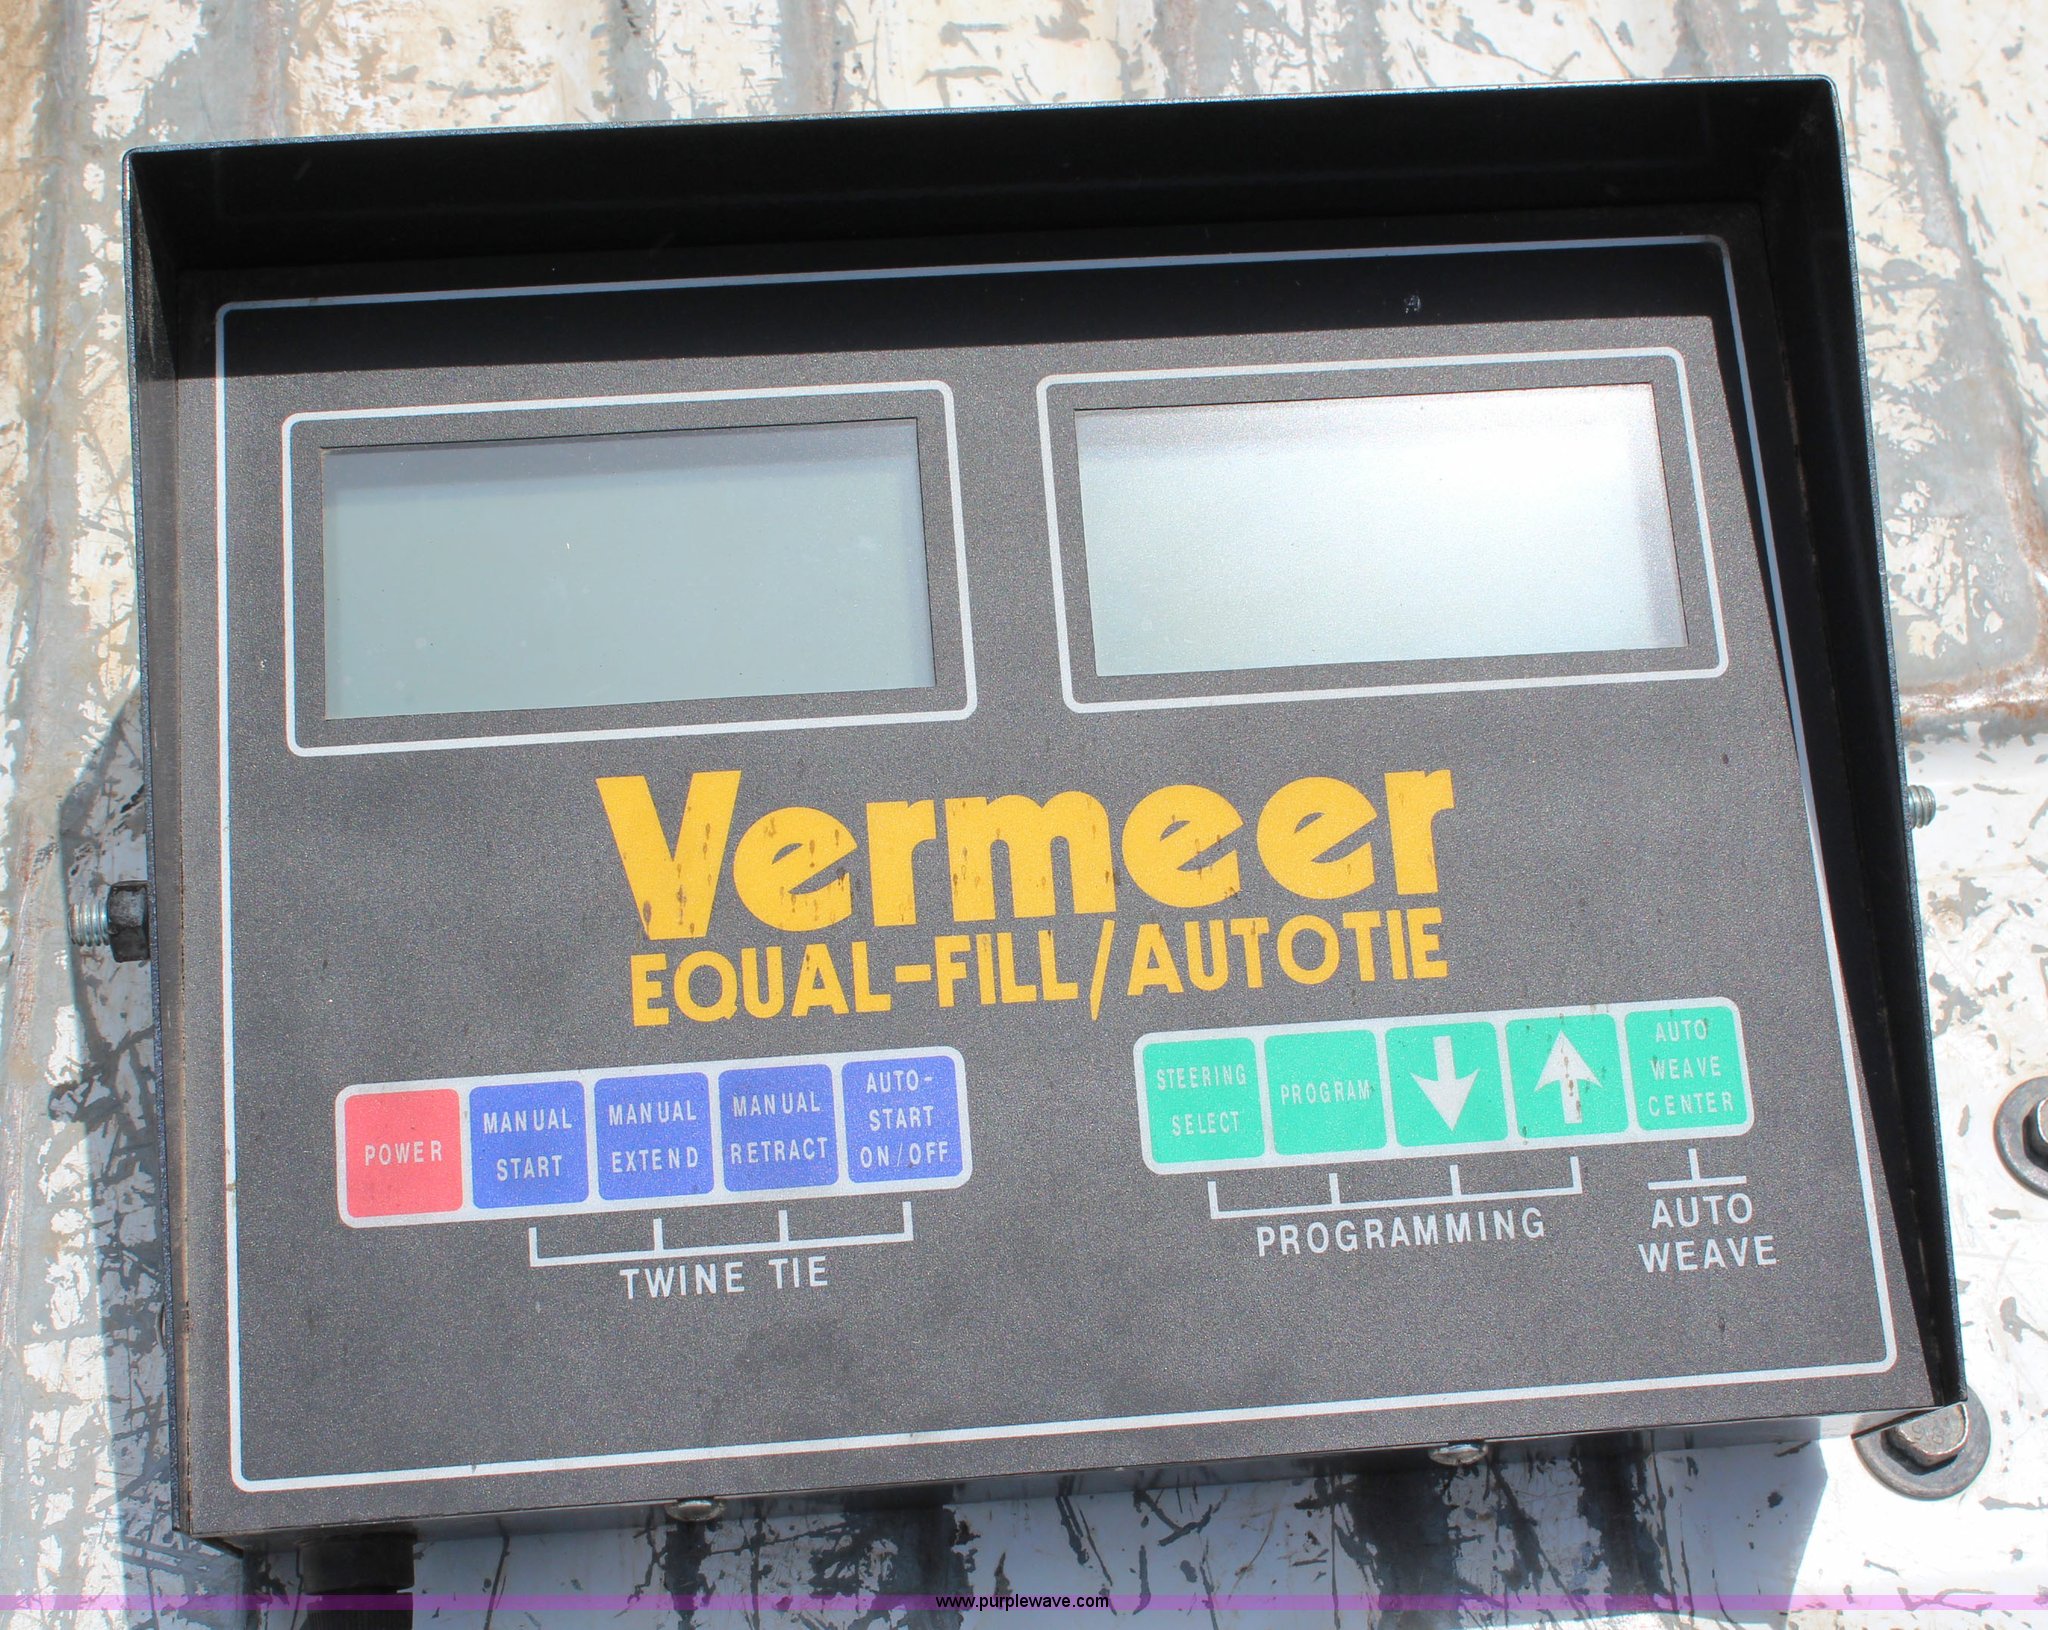 Vermeer
EQUAL-FILL/AUTOTIE
POWER
MANUAL
START
MANUAL
EXTEND
MANUAL
RETRACT
AUTO-
START
ON/OFF
TWINE TIE
STEERING
SELECT
PROGRAM
AUTO
WEAVE
CENTER
PROGRAMMING
AUTO
WEAVE
www.purplewave.com